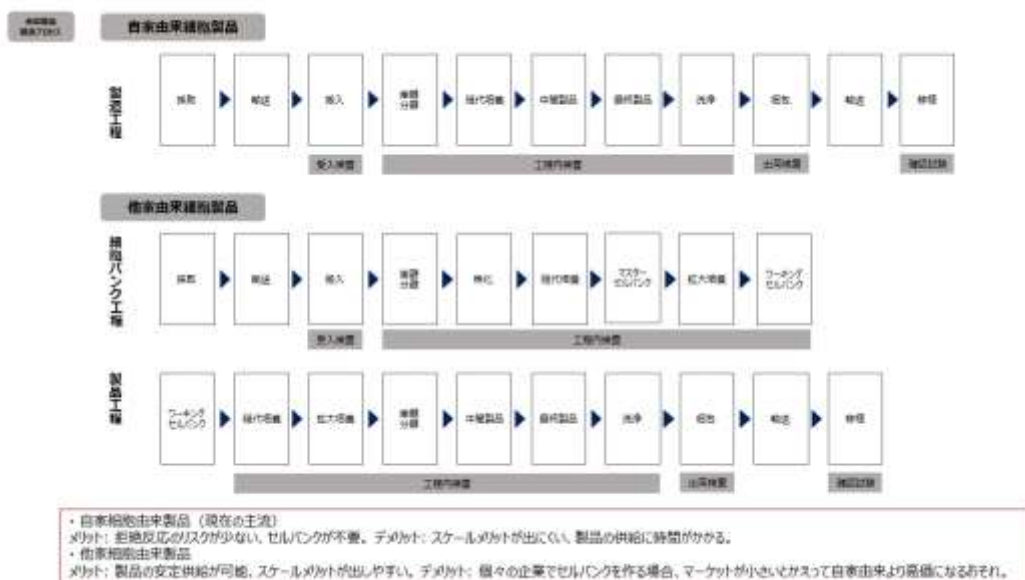 自家由来細胞製品
製造工程
採取
輸送
搬入
単離
分離
継代培養
中間製品
最終製品
洗浄
梱包
輸送
移植
受入検査
工程内検査
出荷検査
確認試験
他家由来細胞製品
細胞バンク工程
採取
輸送
搬入
単離
分離
継代培養
マスター
セルバンク
拡大培養
ワーキング
セルバンク
受入検査
工程内検査
製品工程
ワーキング
セルバンク
継代培養
拡大培養
単離
分離
中間製品
最終製品
洗浄
梱包
輸送
移植
工程内検査
出荷検査
確認試験
・自家細胞由来製品（現在の主流）
メリット： 拒絶反応のリスクが少ない、セルバンクが不要。デメリット： スケールメリットが出にくい、製品の供給に時間がかかる。
・他家細胞由来製品
メリット： 製品の安定供給が可能、スケールメリットが出しやすい。デメリット： 個々の企業でセルバンクを作る場合、マーケットが小さいとかえって自家由来より高価になるおそれ。